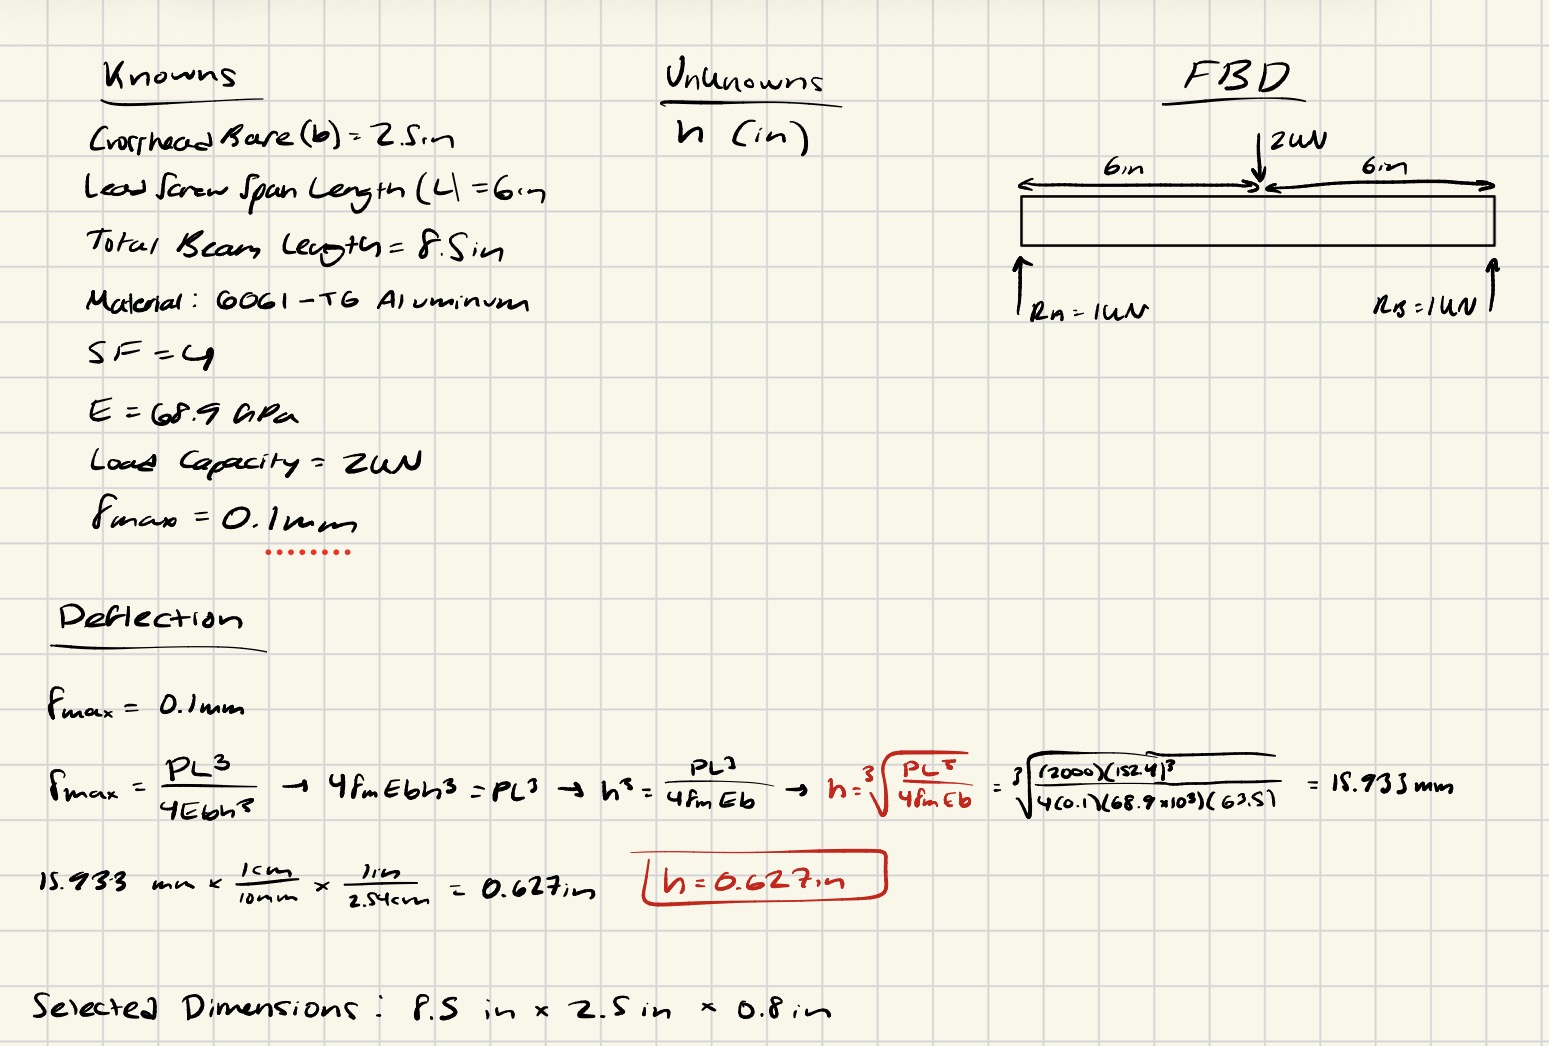 Knowns
Crosshead Base (b) = 2.5in
Lead Screw Span Length (L) = 6in
Total Beam Length = 8.5in
Material: 6061-T6 Aluminum
SF = 4
E = 68.9 GPa
Load Capacity = 2kN
δmax = 0.1mm
Unknowns
h (in)
FBD
2kN
6in 6in
RA = 1kN RB = 1kN
Deflection
δmax = 0.1mm
δmax = PL³/4Ebh³ → 4δmEbh³ = PL³ → h³ = PL³/4δmEb → h = ∛(PL³/4δmEb) = ∛((2000)(152.4)³/4(0.1)(68.9×10³)(63.5)) = 15.933 mm
15.933 mm × 1cm/10mm × 1in/2.54cm = 0.627in h = 0.627in
Selected Dimensions: 8.5 in × 2.5 in × 0.8 in